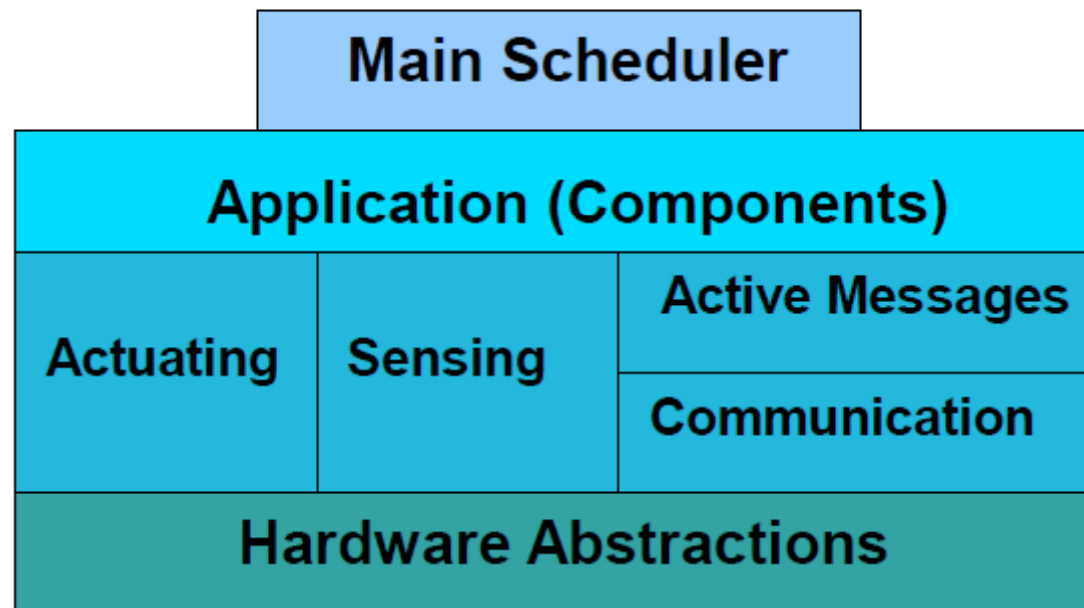 Main Scheduler
Application (Components)
Actuating
Sensing
Active Messages
Communication
Hardware Abstractions